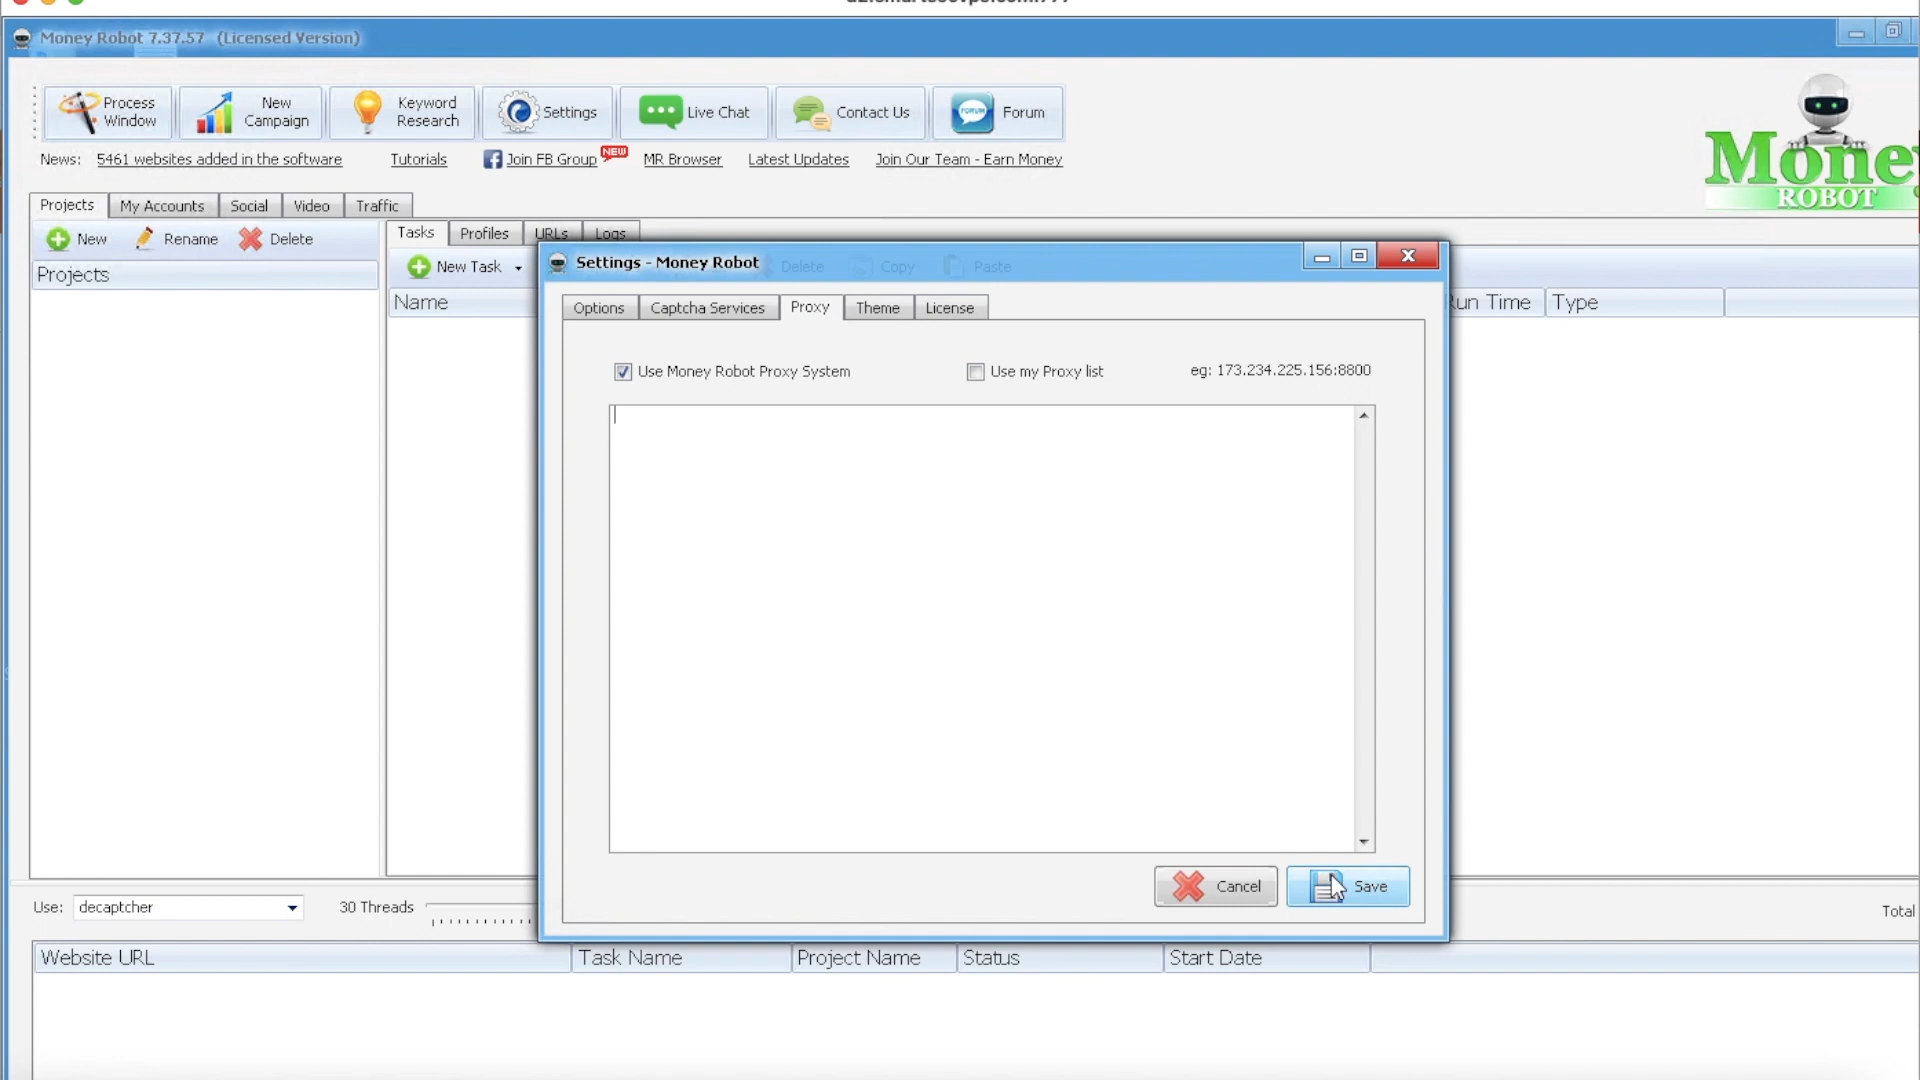 Money Robot 7.37.57 (Licensed Version)
Process Window
New Campaign
Keyword Research
Settings
Live Chat
Contact Us
FORUM
Forum
News: 5461 websites added in the software
Tutorials
Join FB Group
NEW
MR Browser
Latest Updates
Join Our Team - Earn Money
Mone
ROBOT
Projects
My Accounts
Social
Video
Traffic
New
Rename
Delete
Projects
Tasks
Profiles
URLs
Logs
New Task
Delete
Copy
Paste
Name
Run Time
Type
Settings - Money Robot
Options
Captcha Services
Proxy
Theme
License
Use Money Robot Proxy System
Use my Proxy list
eg: 173.234.225.156:8800
Cancel
Save
Use: decaptcher
30 Threads
Total
Website URL
Task Name
Project Name
Status
Start Date